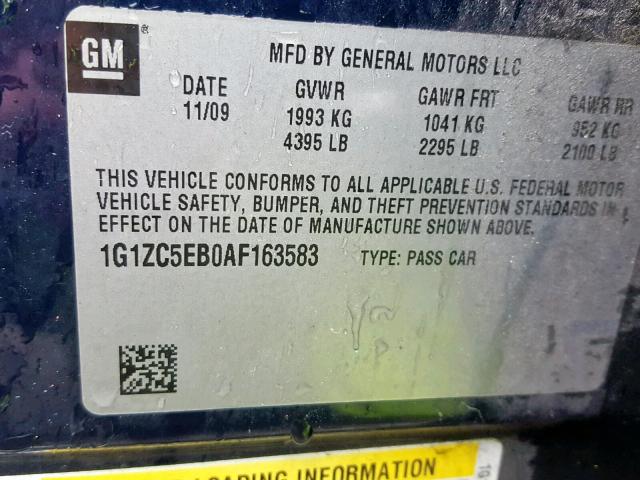 GM ®
MFD BY GENERAL MOTORS LLC
DATE GVWR GAWR FRT GAWR RR
11/09 1993 KG 1041 KG 952 KG
4395 LB 2295 LB 2100 LB
THIS VEHICLE CONFORMS TO ALL APPLICABLE U.S. FEDERAL MOTOR
VEHICLE SAFETY, BUMPER, AND THEFT PREVENTION STANDARDS IN
EFFECT ON THE DATE OF MANUFACTURE SHOWN ABOVE.
1G1ZC5EB0AF163583 TYPE: PASS CAR
LOADING INFORMATION